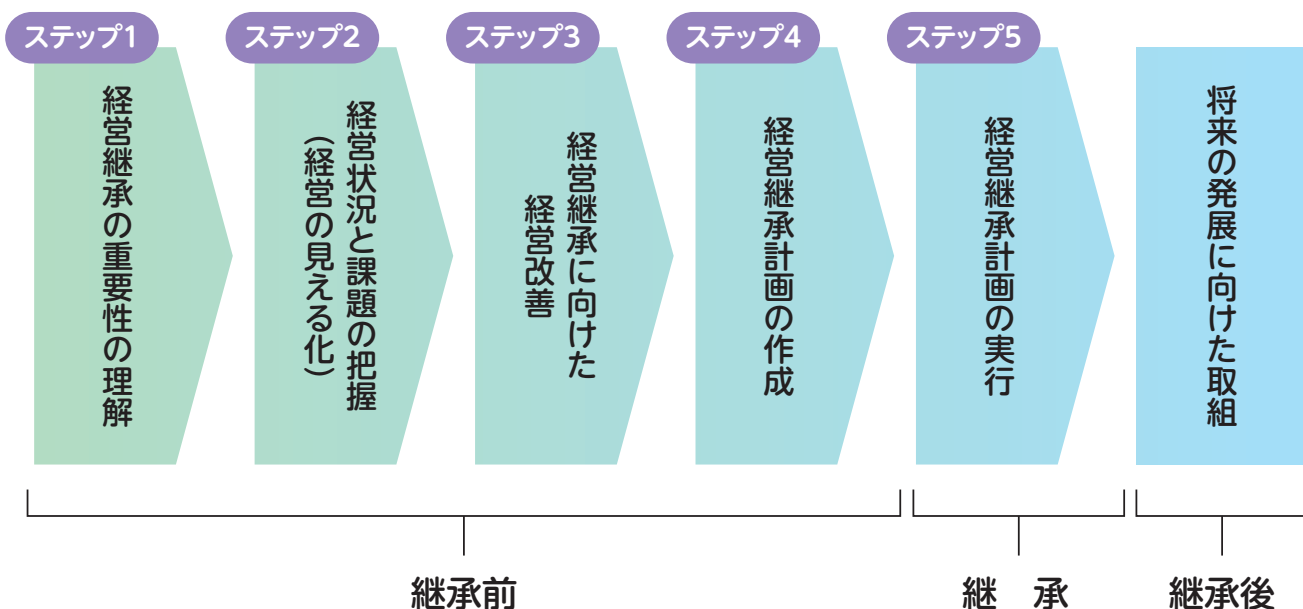 ステップ1
経営継承の重要性の理解
ステップ2
経営状況と課題の把握
（経営の見える化）
ステップ3
経営継承に向けた
経営改善
ステップ4
経営継承計画の作成
ステップ5
経営継承計画の実行
将来の発展に向けた取組
継承前
継　承
継承後